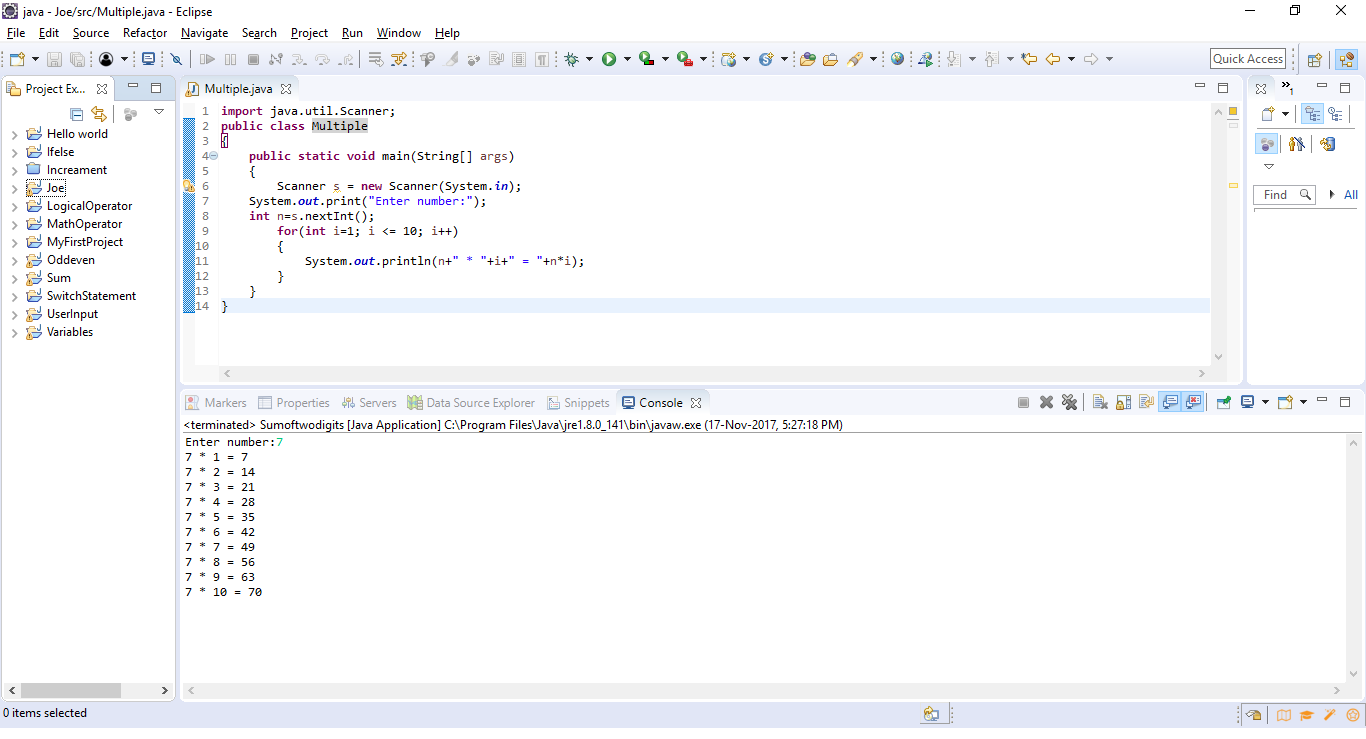 java - Joe/src/Multiple.java - Eclipse
File Edit Source Refactor Navigate Search Project Run Window Help
Quick Access
Project Ex...
Hello world
Ifelse
Increament
Joe
LogicalOperator
MathOperator
MyFirstProject
Oddeven
Sum
SwitchStatement
UserInput
Variables
Multiple.java
1 import java.util.Scanner;
2 public class Multiple
3 {
4 public static void main(String[] args)
5 {
6 Scanner s = new Scanner(System.in);
7 System.out.print("Enter number:");
8 int n=s.nextInt();
9 for(int i=1; i <= 10; i++)
10 {
11 System.out.println(n+" * "+i+" = "+n*i);
12 }
13 }
14 }
»1
Find All
Markers Properties Servers Data Source Explorer Snippets Console
<terminated> Sumoftwodigits [Java Application] C:\Program Files\Java\jre1.8.0_141\bin\javaw.exe (17-Nov-2017, 5:27:18 PM)
Enter number:7
7 * 1 = 7
7 * 2 = 14
7 * 3 = 21
7 * 4 = 28
7 * 5 = 35
7 * 6 = 42
7 * 7 = 49
7 * 8 = 56
7 * 9 = 63
7 * 10 = 70
0 items selected